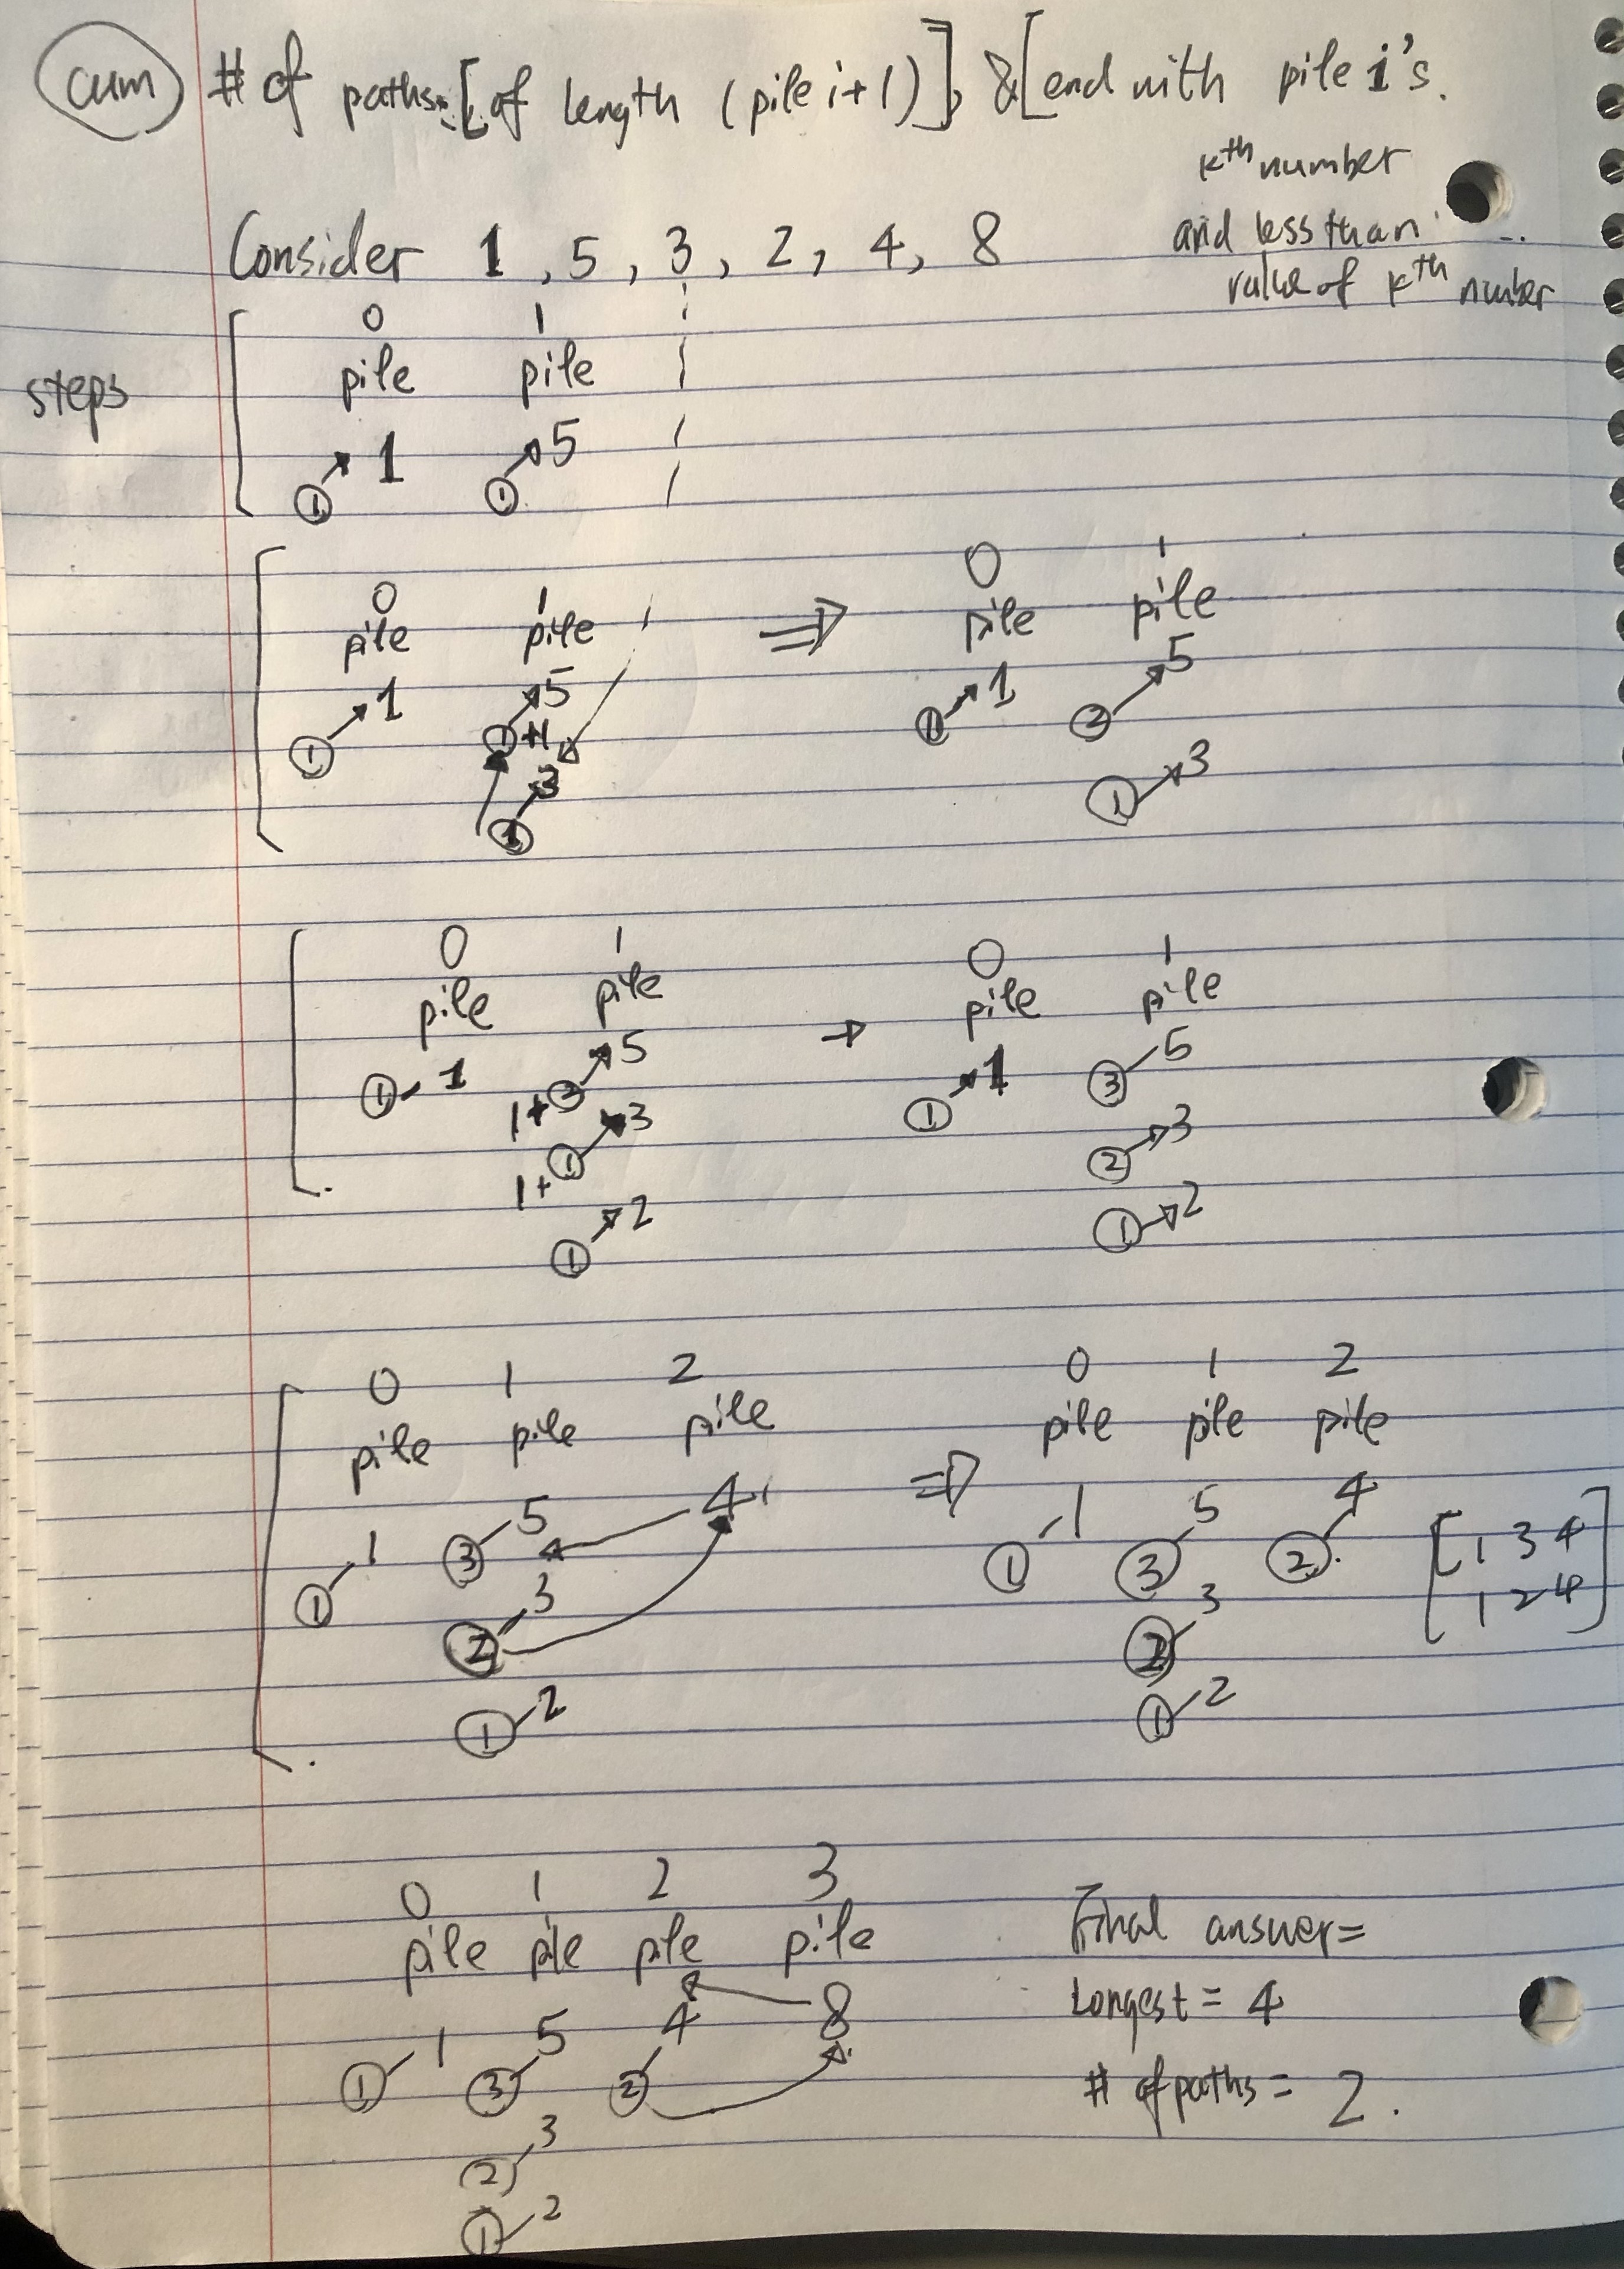 cum # of paths: [of length (pile i+1)], & [end with pile i's.
kth number
and less than
value of kth number
Consider 1, 5, 3, 2, 4, 8
steps
0 1
pile pile
1 5
1 1
0 1
pile pile
1 5
1 1+1
3
1
⇒
0 1
pile pile
1 5
1 2
3
1
0 1
pile pile
1 1
1+2 5
1+1 3
1 2
→
0 1
pile pile
1 1
3 5
2 3
1 2
0 1 2
pile pile pile
1 5 4
1 3
3
2
1 2
⇒
0 1 2
pile pile pile
1 5 4
1 3 2
3
2
1 2
[1 3 4
1 2 4]
0 1 2 3
pile pile pile pile
1 5 4 8
1 3 2
3
2
2
1
Final answer=
Longest = 4
# of paths = 2.